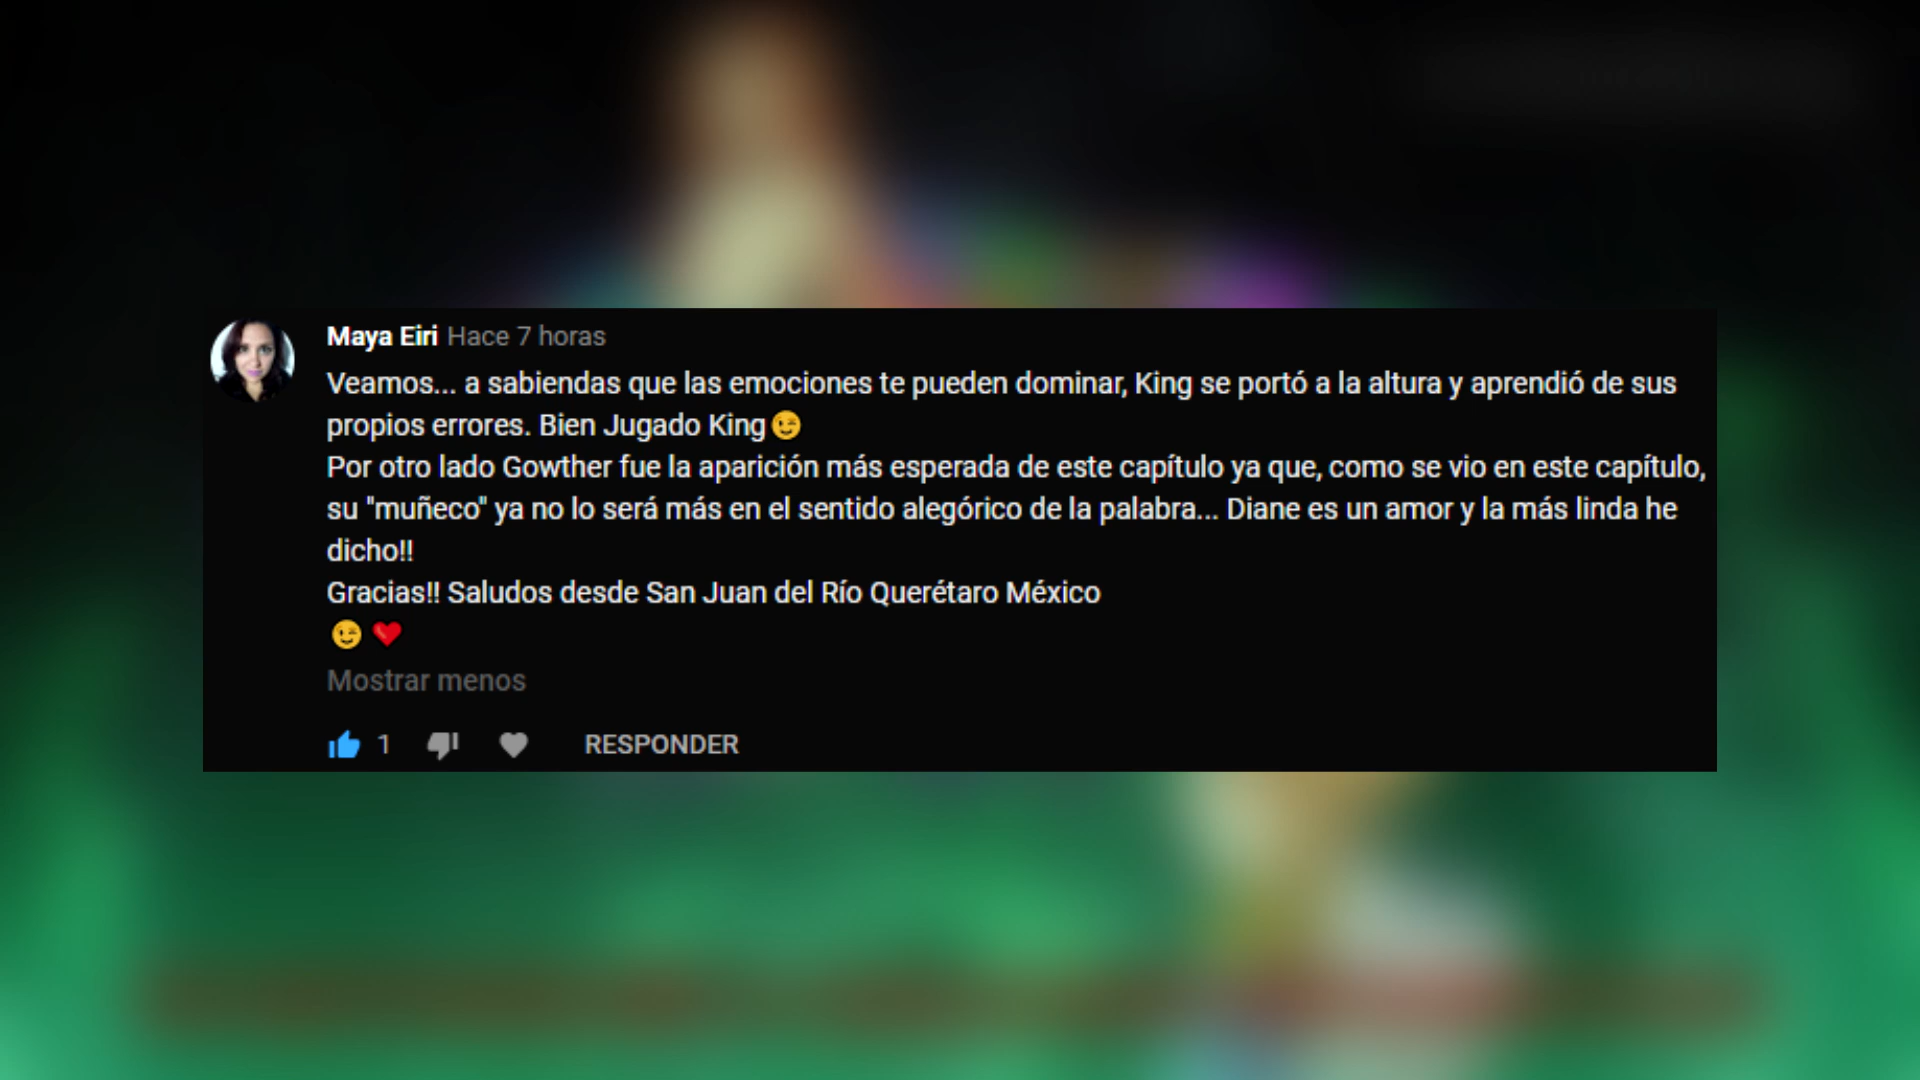 Maya Eiri Hace 7 horas
Veamos... a sabiendas que las emociones te pueden dominar, King se portó a la altura y aprendió de sus
propios errores. Bien Jugado King😉
Por otro lado Gowther fue la aparición más esperada de este capítulo ya que, como se vio en este capítulo,
su "muñeco" ya no lo será más en el sentido alegórico de la palabra... Diane es un amor y la más linda he
dicho!!
Gracias!! Saludos desde San Juan del Río Querétaro México
😉❤️
Mostrar menos
1 RESPONDER